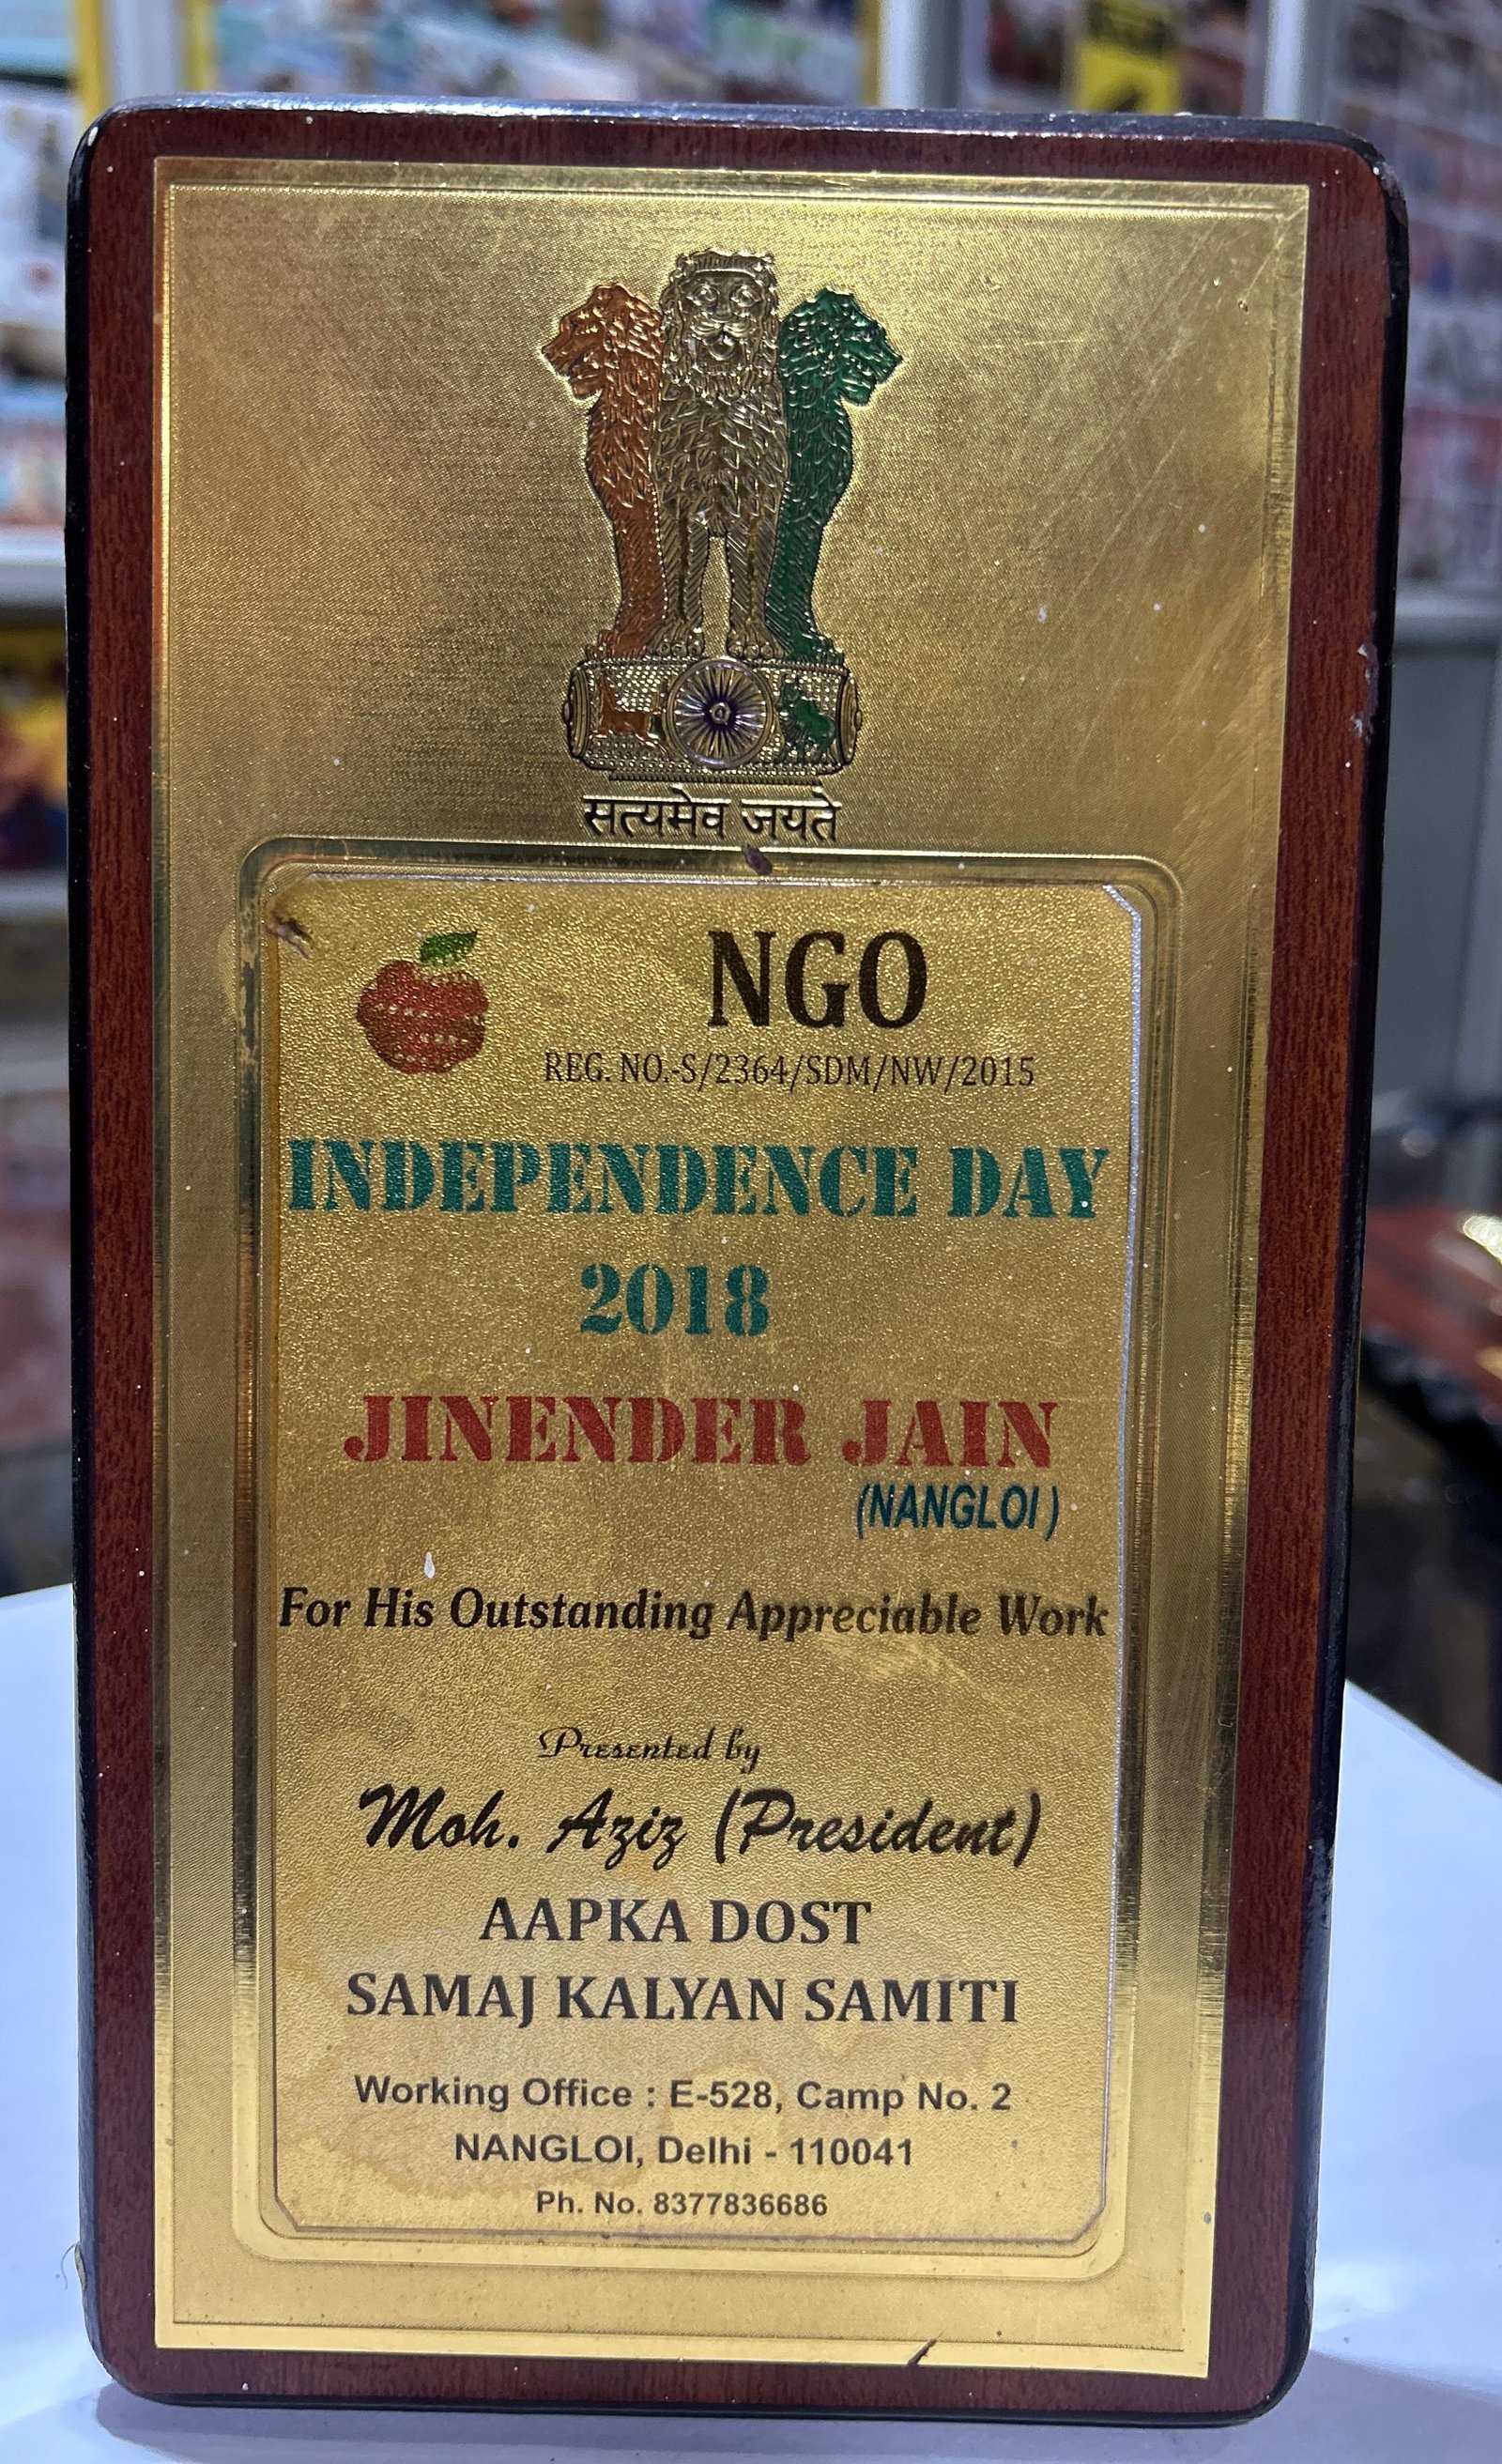 सत्यमेव जयते
NGO
REG. NO.-S/2364/SDM/NW/2015
INDEPENDENCE DAY
2018
JINENDER JAIN
(NANGLOI)
For His Outstanding Appreciable Work
Presented by
Moh. Aziz (President)
AAPKA DOST
SAMAJ KALYAN SAMITI
Working Office : E-528, Camp No. 2
NANGLOI, Delhi - 110041
Ph. No. 8377836686